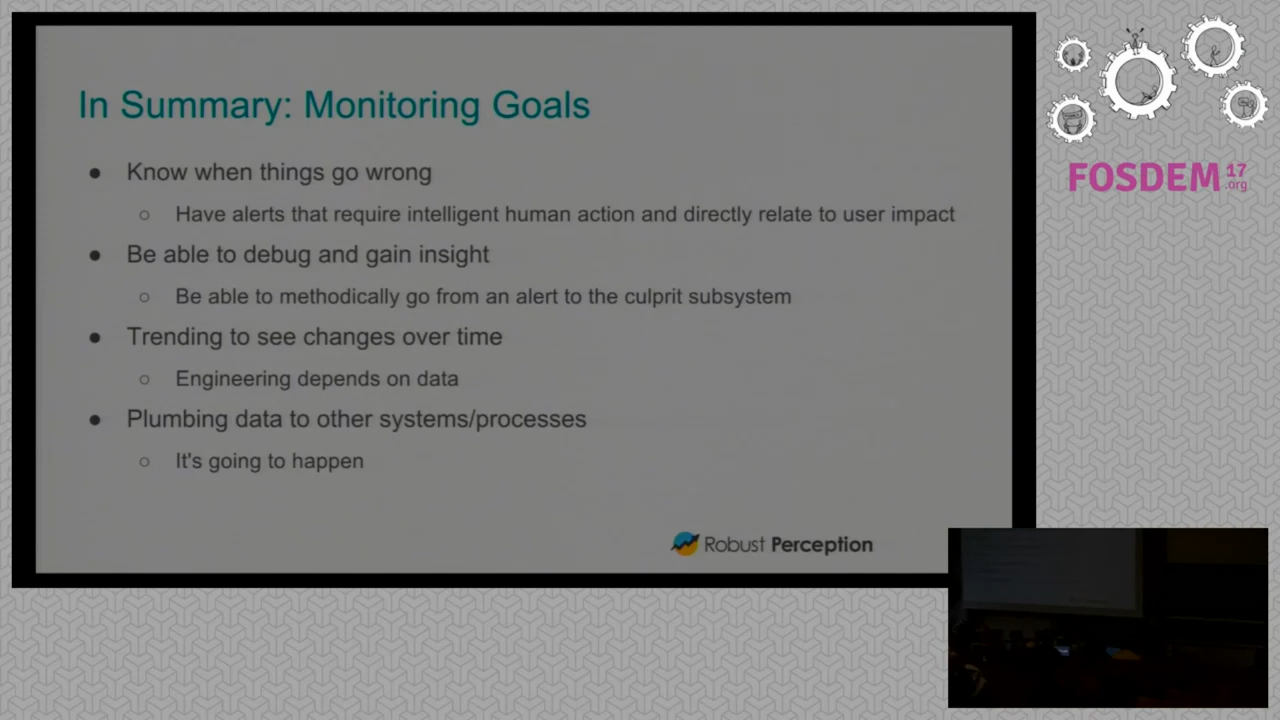 In Summary: Monitoring Goals
● Know when things go wrong
○ Have alerts that require intelligent human action and directly relate to user impact
● Be able to debug and gain insight
○ Be able to methodically go from an alert to the culprit subsystem
● Trending to see changes over time
○ Engineering depends on data
● Plumbing data to other systems/processes
○ It's going to happen
Robust Perception
FOSDEM 17
.org